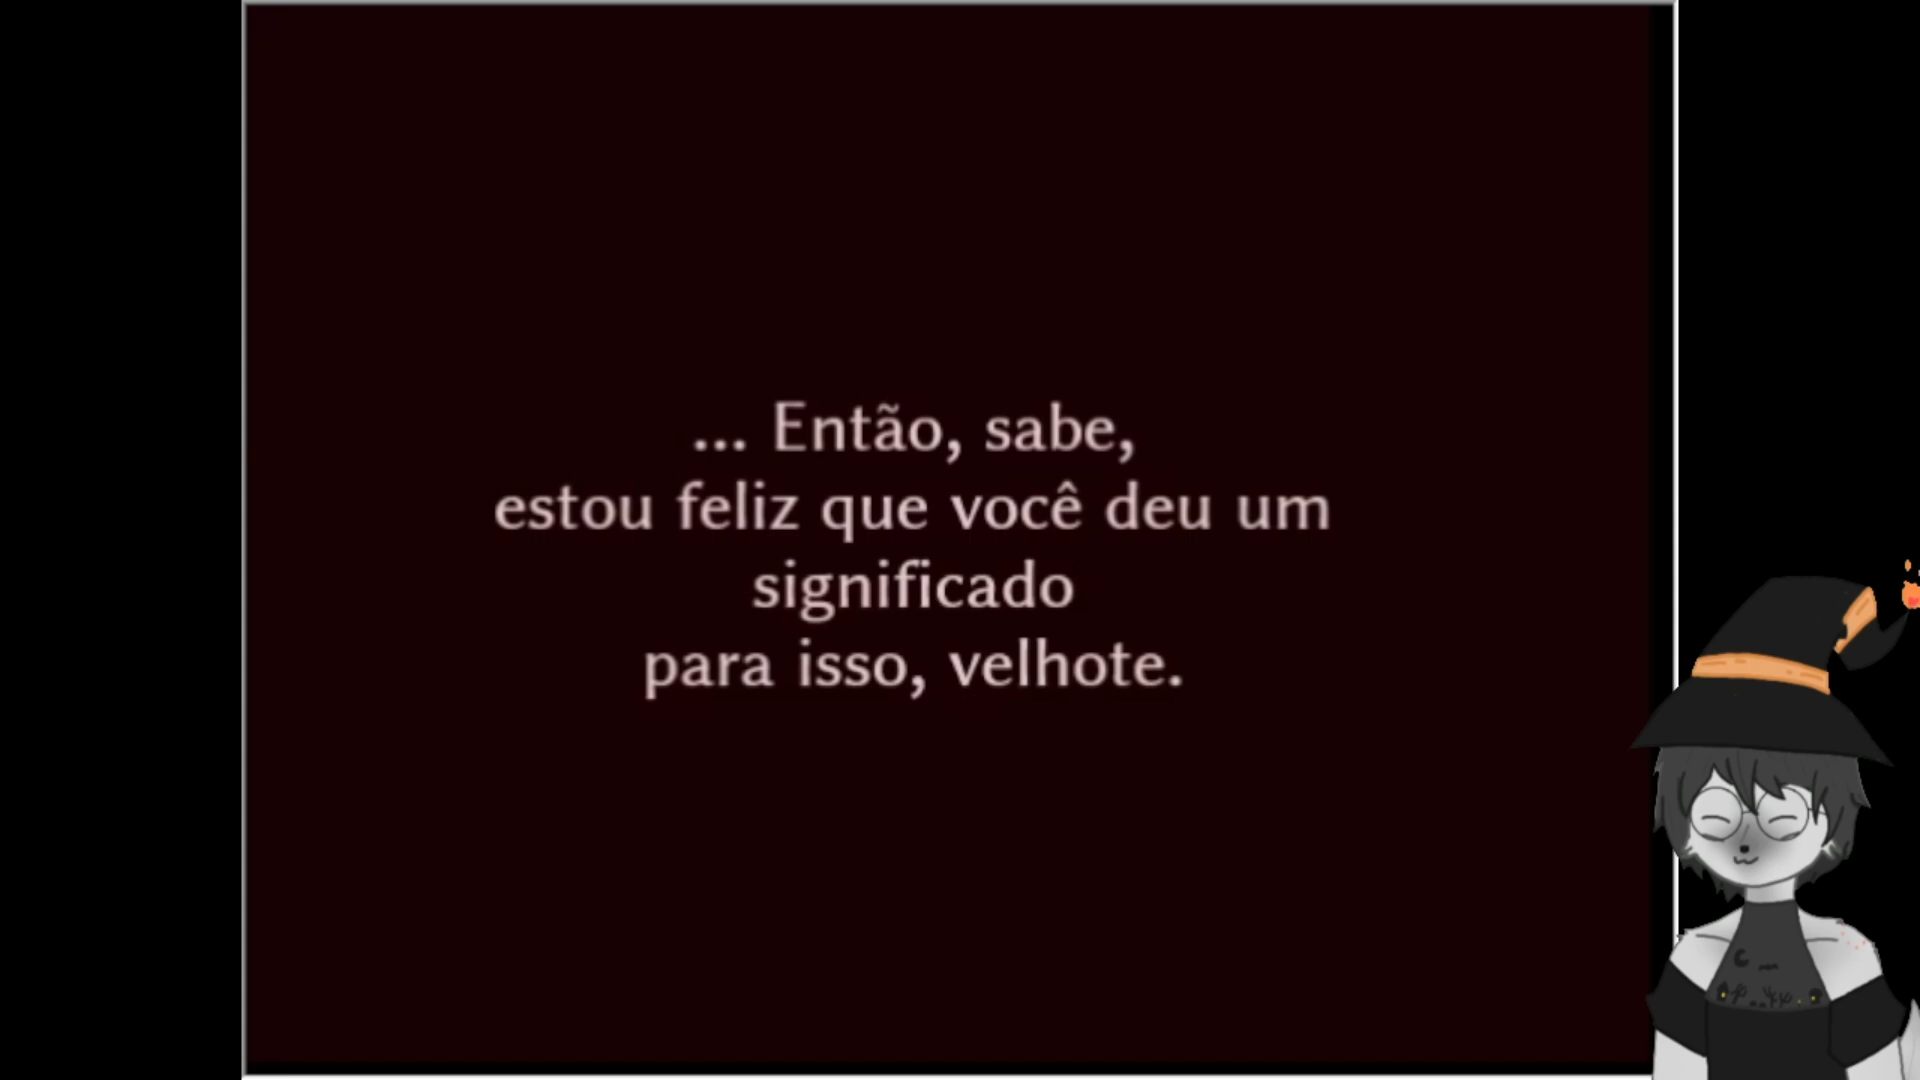 ... Então, sabe,
estou feliz que você deu um
significado
para isso, velhote.